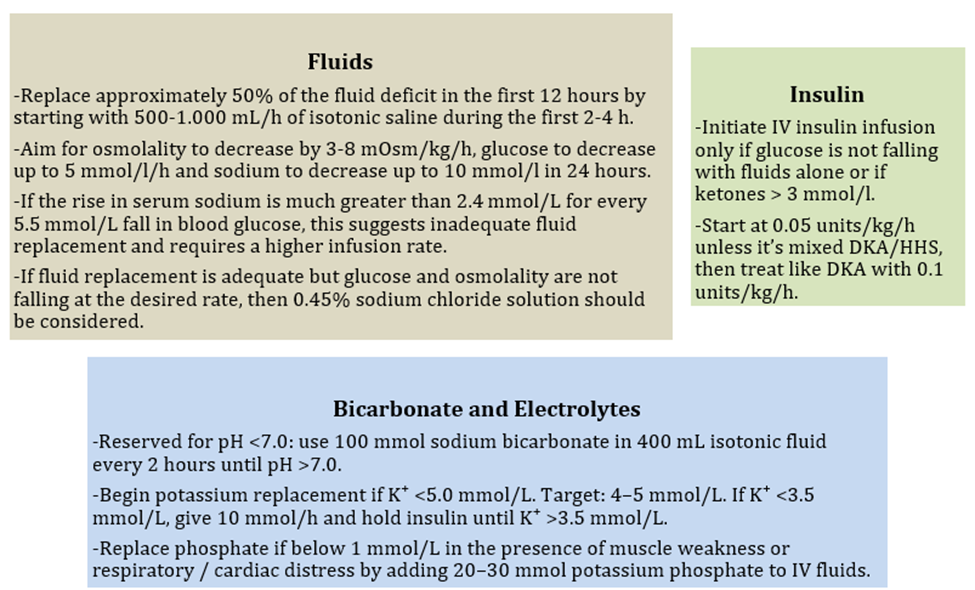 Fluids
-Replace approximately 50% of the fluid deficit in the first 12 hours by
starting with 500-1.000 mL/h of isotonic saline during the first 2-4 h.
-Aim for osmolality to decrease by 3-8 mOsm/kg/h, glucose to decrease
up to 5 mmol/l/h and sodium to decrease up to 10 mmol/l in 24 hours.
-If the rise in serum sodium is much greater than 2.4 mmol/L for every
5.5 mmol/L fall in blood glucose, this suggests inadequate fluid
replacement and requires a higher infusion rate.
-If fluid replacement is adequate but glucose and osmolality are not
falling at the desired rate, then 0.45% sodium chloride solution should
be considered.
Insulin
-Initiate IV insulin infusion
only if glucose is not falling
with fluids alone or if
ketones > 3 mmol/l.
-Start at 0.05 units/kg/h
unless it’s mixed DKA/HHS,
then treat like DKA with 0.1
units/kg/h.
Bicarbonate and Electrolytes
-Reserved for pH <7.0: use 100 mmol sodium bicarbonate in 400 mL isotonic fluid
every 2 hours until pH >7.0.
-Begin potassium replacement if K⁺ <5.0 mmol/L. Target: 4–5 mmol/L. If K⁺ <3.5
mmol/L, give 10 mmol/h and hold insulin until K⁺ >3.5 mmol/L.
-Replace phosphate if below 1 mmol/L in the presence of muscle weakness or
respiratory / cardiac distress by adding 20–30 mmol potassium phosphate to IV fluids.